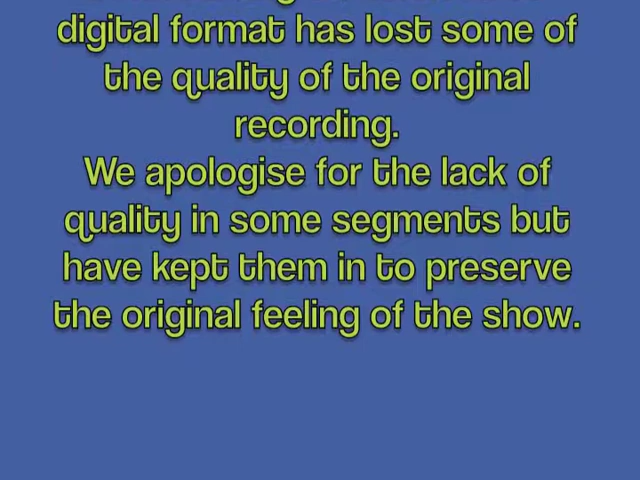 digital format has lost some of
the quality of the original
recording.
We apologise for the lack of
quality in some segments but
have kept them in to preserve
the original feeling of the show.